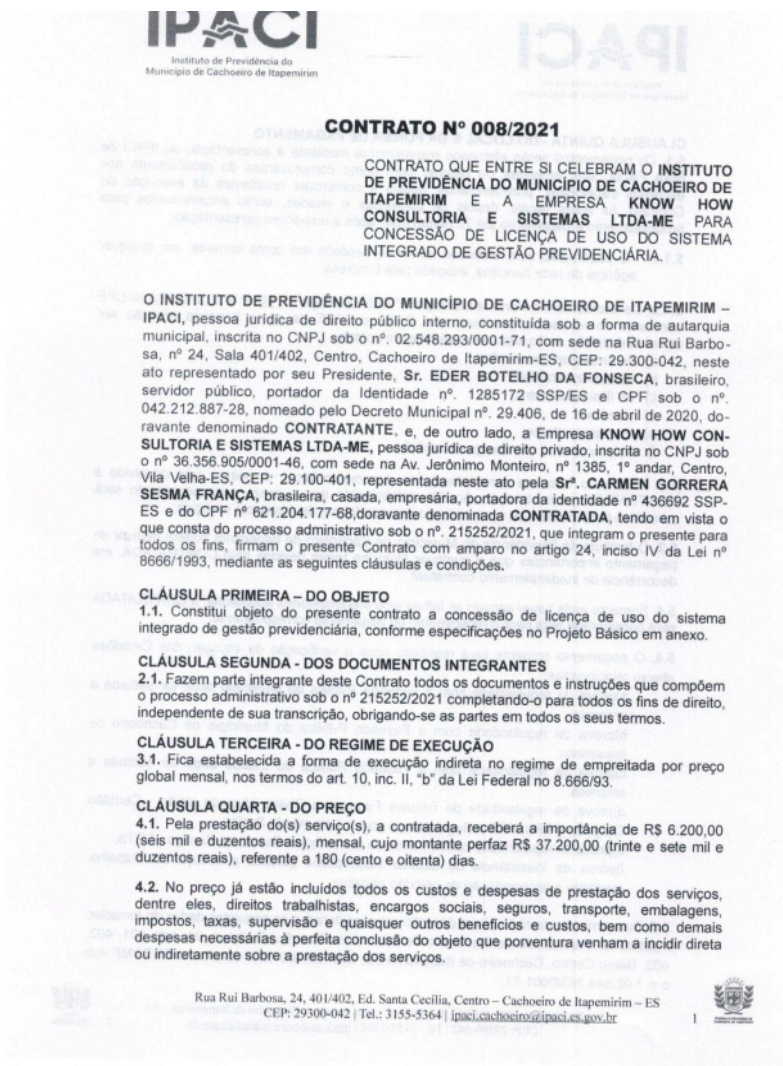 IPACI
Instituto de Previdência do
Município de Cachoeiro de Itapemirim
CONTRATO Nº 008/2021
CONTRATO QUE ENTRE SI CELEBRAM O INSTITUTO
DE PREVIDÊNCIA DO MUNICÍPIO DE CACHOEIRO DE
ITAPEMIRIM E A EMPRESA KNOW HOW
CONSULTORIA E SISTEMAS LTDA-ME PARA
CONCESSÃO DE LICENÇA DE USO DO SISTEMA
INTEGRADO DE GESTÃO PREVIDENCIÁRIA.
O INSTITUTO DE PREVIDÊNCIA DO MUNICÍPIO DE CACHOEIRO DE ITAPEMIRIM –
IPACI, pessoa jurídica de direito público interno, constituída sob a forma de autarquia
municipal, inscrita no CNPJ sob o nº. 02.548.293/0001-71, com sede na Rua Rui Barbo-
sa, nº 24, Sala 401/402, Centro, Cachoeiro de Itapemirim-ES, CEP: 29.300-042, neste
ato representado por seu Presidente, Sr. EDER BOTELHO DA FONSECA, brasileiro,
servidor público, portador da Identidade nº. 1285172 SSP/ES e CPF sob o nº.
042.212.887-28, nomeado pelo Decreto Municipal nº. 29.406, de 16 de abril de 2020, do-
ravante denominado CONTRATANTE, e, de outro lado, a Empresa KNOW HOW CON-
SULTORIA E SISTEMAS LTDA-ME, pessoa jurídica de direito privado, inscrita no CNPJ sob
o nº 36.356.905/0001-46, com sede na Av. Jerônimo Monteiro, nº 1385, 1º andar, Centro,
Vila Velha-ES, CEP: 29.100-401, representada neste ato pela Srª. CARMEN GORRERA
SESMA FRANÇA, brasileira, casada, empresária, portadora da identidade nº 436692 SSP-
ES e do CPF nº 621.204.177-68,doravante denominada CONTRATADA, tendo em vista o
que consta do processo administrativo sob o nº. 215252/2021, que integram o presente para
todos os fins, firmam o presente Contrato com amparo no artigo 24, inciso IV da Lei nº
8666/1993, mediante as seguintes cláusulas e condições.
CLÁUSULA PRIMEIRA – DO OBJETO
1.1. Constitui objeto do presente contrato a concessão de licença de uso do sistema
integrado de gestão previdenciária, conforme especificações no Projeto Básico em anexo.
CLÁUSULA SEGUNDA - DOS DOCUMENTOS INTEGRANTES
2.1. Fazem parte integrante deste Contrato todos os documentos e instruções que compõem
o processo administrativo sob o nº 215252/2021 completando-o para todos os fins de direito,
independente de sua transcrição, obrigando-se as partes em todos os seus termos.
CLÁUSULA TERCEIRA - DO REGIME DE EXECUÇÃO
3.1. Fica estabelecida a forma de execução indireta no regime de empreitada por preço
global mensal, nos termos do art. 10, inc. II, “b” da Lei Federal no 8.666/93.
CLÁUSULA QUARTA - DO PREÇO
4.1. Pela prestação do(s) serviço(s), a contratada, receberá a importância de R$ 6.200,00
(seis mil e duzentos reais), mensal, cujo montante perfaz R$ 37.200,00 (trinte e sete mil e
duzentos reais), referente a 180 (cento e oitenta) dias.
4.2. No preço já estão incluídos todos os custos e despesas de prestação dos serviços,
dentre eles, direitos trabalhistas, encargos sociais, seguros, transporte, embalagens,
impostos, taxas, supervisão e quaisquer outros benefícios e custos, bem como demais
despesas necessárias à perfeita conclusão do objeto que porventura venham a incidir direta
ou indiretamente sobre a prestação dos serviços.
Rua Rui Barbosa, 24, 401/402, Ed. Santa Cecília, Centro – Cachoeiro de Itapemirim – ES
CEP: 29300-042 | Tel.: 3155-5364 | ipaci.cachoeiro@ipaci.es.gov.br
1